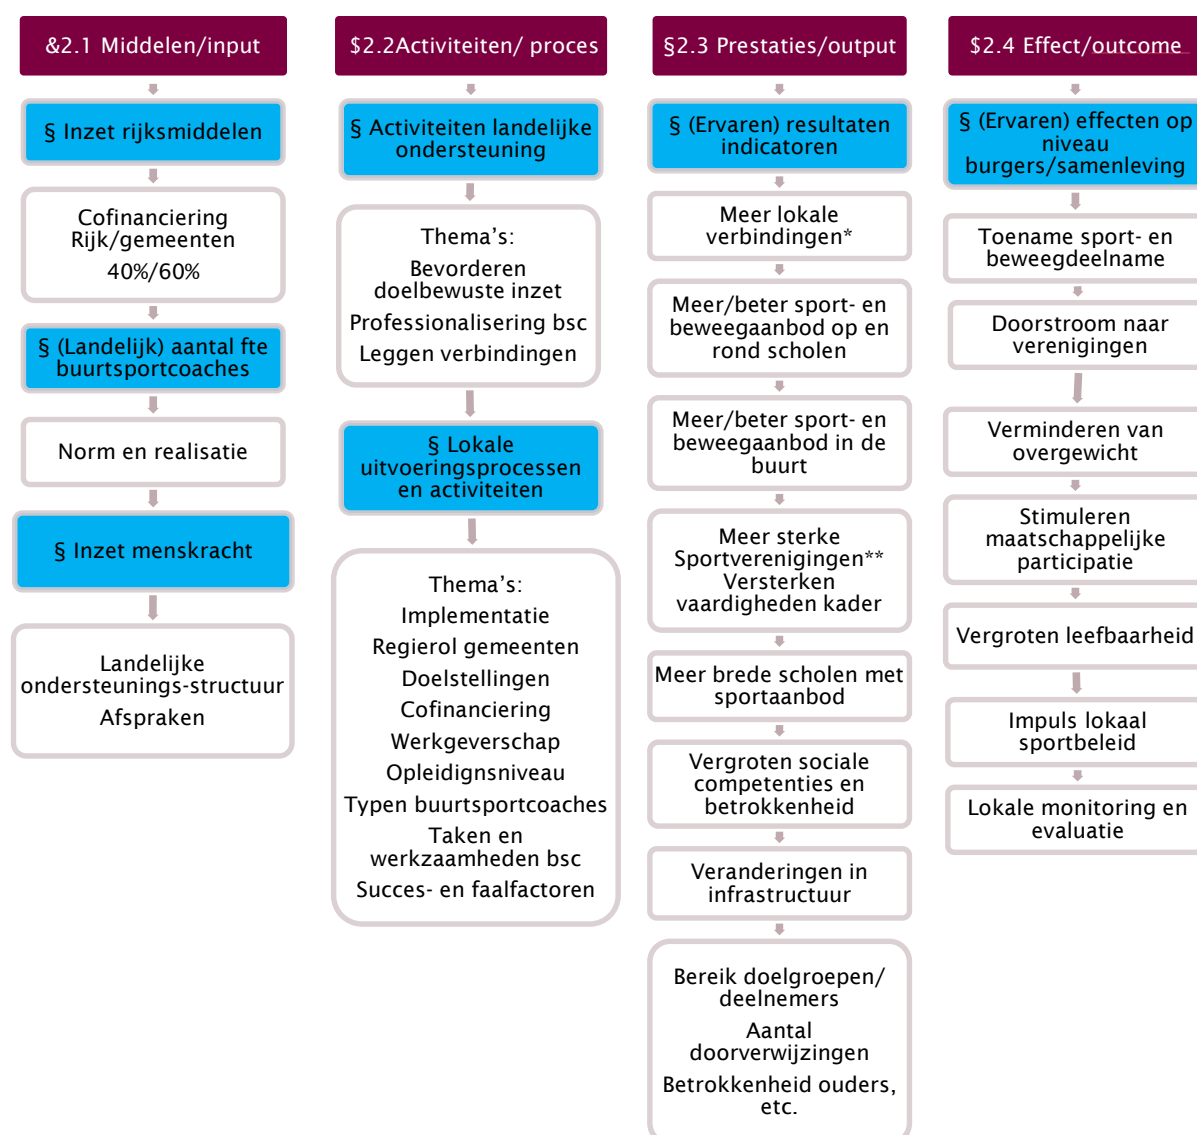 &2.1 Middelen/input
§ Inzet rijksmiddelen
Cofinanciering
Rijk/gemeenten
40%/60%
§ (Landelijk) aantal fte
buurtsportcoaches
Norm en realisatie
§ Inzet menskracht
Landelijke
ondersteunings-structuur
Afspraken
$2.2Activiteiten/ proces
§ Activiteiten landelijke
ondersteuning
Thema's:
Bevorderen
doelbewuste inzet
Professionalisering bsc
Leggen verbindingen
§ Lokale
uitvoeringsprocessen
en activiteiten
Thema's:
Implementatie
Regierol gemeenten
Doelstellingen
Cofinanciering
Werkgeverschap
Opleidignsniveau
Typen buurtsportcoaches
Taken en
werkzaamheden bsc
Succes- en faalfactoren
§2.3 Prestaties/output
§ (Ervaren) resultaten
indicatoren
Meer lokale
verbindingen*
Meer/beter sport- en
beweegaanbod op en
rond scholen
Meer/beter sport- en
beweegaanbod in de
buurt
Meer sterke
Sportverenigingen**
Versterken
vaardigheden kader
Meer brede scholen met
sportaanbod
Vergroten sociale
competenties en
betrokkenheid
Veranderingen in
infrastructuur
Bereik doelgroepen/
deelnemers
Aantal
doorverwijzingen
Betrokkenheid ouders,
etc.
$2.4 Effect/outcome
§ (Ervaren) effecten op
niveau
burgers/samenleving
Toename sport- en
beweegdeelname
Doorstroom naar
verenigingen
Verminderen van
overgewicht
Stimuleren
maatschappelijke
participatie
Vergroten leefbaarheid
Impuls lokaal
sportbeleid
Lokale monitoring en
evaluatie